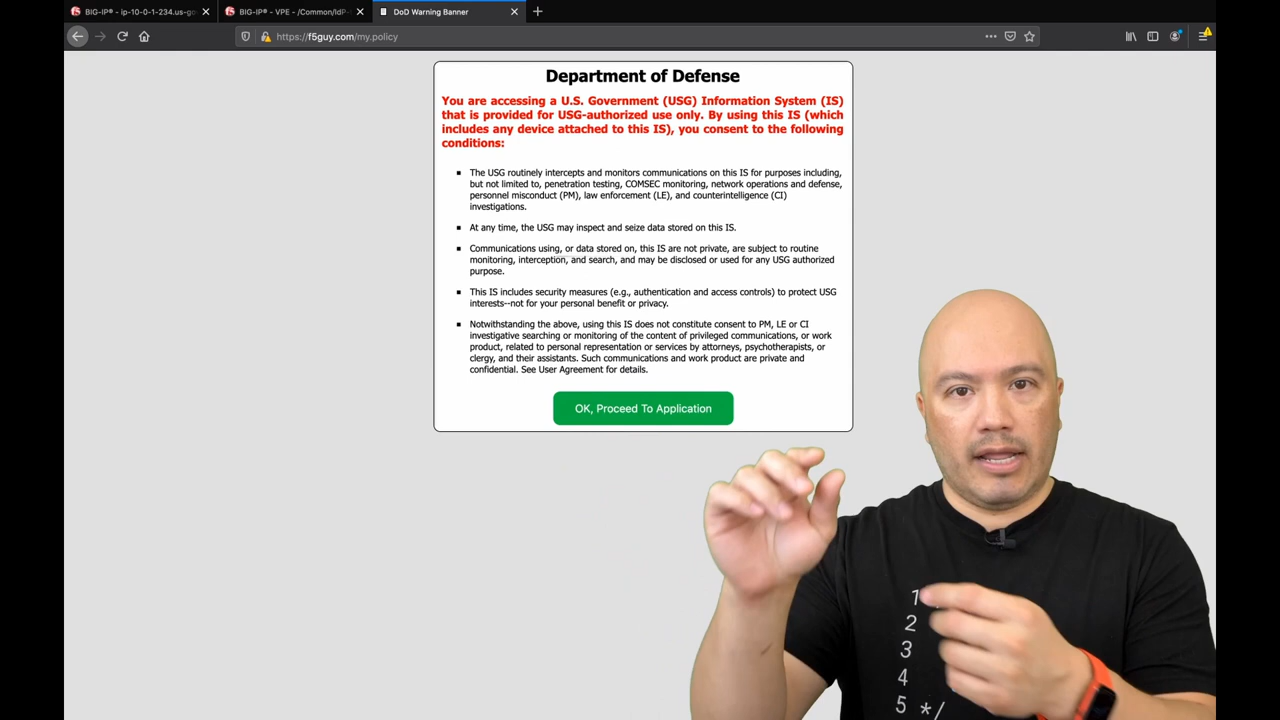 BIG-IP® - ip-10-0-1-234.us-go
BIG-IP® - VPE - /Common/IdP-
DoD Warning Banner
https://f5guy.com/my.policy
Department of Defense
You are accessing a U.S. Government (USG) Information System (IS)
that is provided for USG-authorized use only. By using this IS (which
includes any device attached to this IS), you consent to the following
conditions:
▪ The USG routinely intercepts and monitors communications on this IS for purposes including,
but not limited to, penetration testing, COMSEC monitoring, network operations and defense,
personnel misconduct (PM), law enforcement (LE), and counterintelligence (CI)
investigations.
▪ At any time, the USG may inspect and seize data stored on this IS.
▪ Communications using, or data stored on, this IS are not private, are subject to routine
monitoring, interception, and search, and may be disclosed or used for any USG authorized
purpose.
▪ This IS includes security measures (e.g., authentication and access controls) to protect USG
interests--not for your personal benefit or privacy.
▪ Notwithstanding the above, using this IS does not constitute consent to PM, LE or CI
investigative searching or monitoring of the content of privileged communications, or work
product, related to personal representation or services by attorneys, psychotherapists, or
clergy, and their assistants. Such communications and work product are private and
confidential. See User Agreement for details.
OK, Proceed To Application
1
2
3
4
5 */